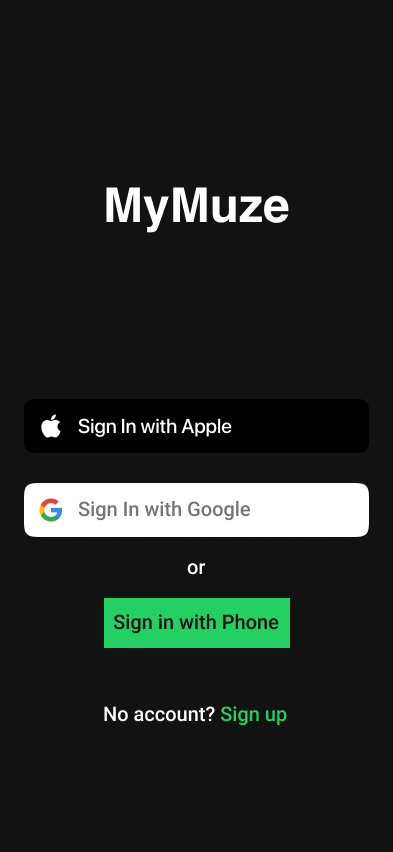 MyMuze
Sign In with Apple
Sign In with Google
or
Sign in with Phone
No account? Sign up